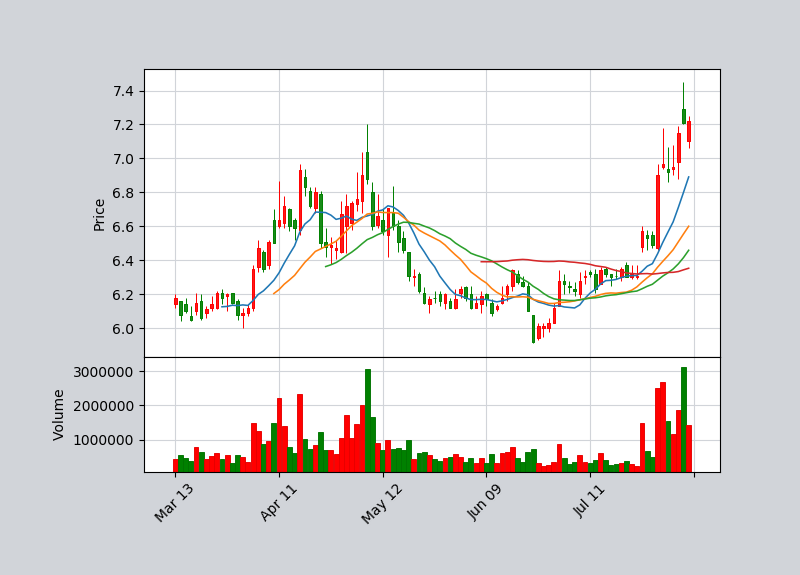 Price
7.4
7.2
7.0
6.8
6.6
6.4
6.2
6.0
Volume
3000000
2000000
1000000
Mar 13
Apr 11
May 12
Jun 09
Jul 11